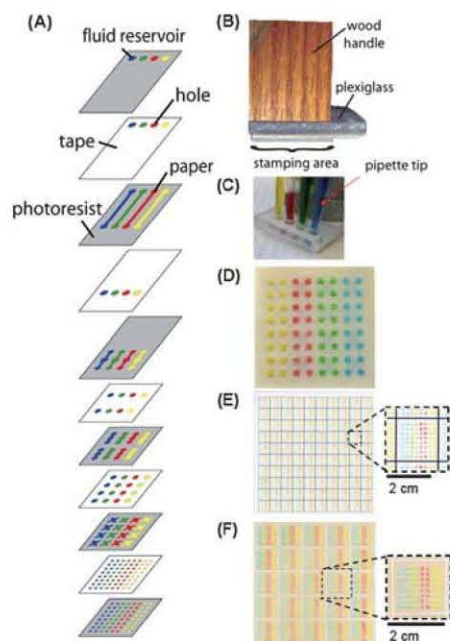 (A)
fluid reservoir
hole
tape
paper
photoresist
(B)
wood
handle
plexiglass
stamping area
(C)
pipette tip
(D)
(E)
2 cm
(F)
2 cm